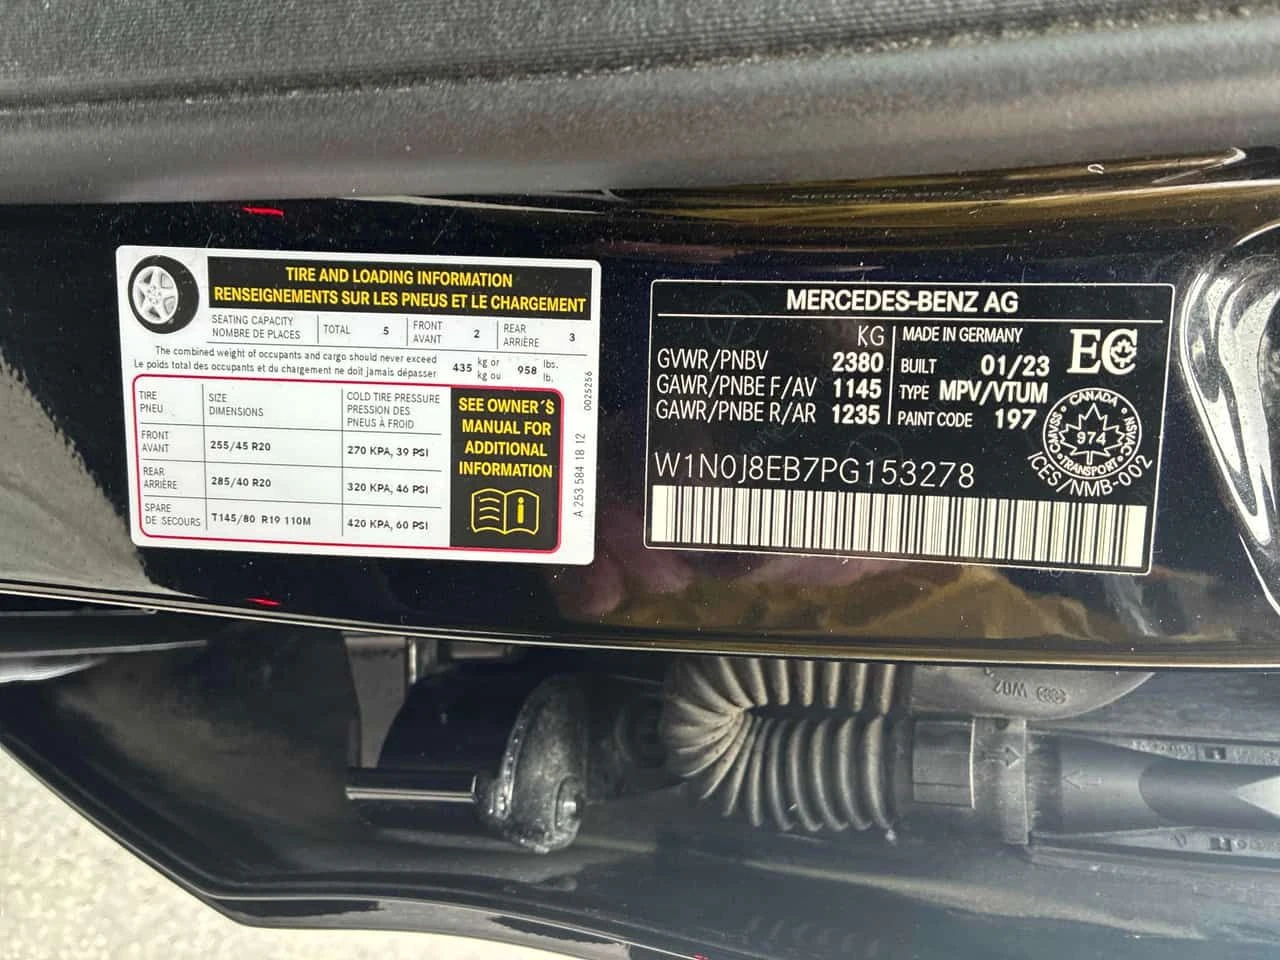 TIRE AND LOADING INFORMATION
RENSEIGNEMENTS SUR LES PNEUS ET LE CHARGEMENT
SEATING CAPACITY
NOMBRE DE PLACES
TOTAL 5
FRONT
AVANT
2
REAR
ARRIÈRE
3
The combined weight of occupants and cargo should never exceed
Le poids total des occupants et du chargement ne doit jamais dépasser
435
kg or
kg ou
958
lbs.
lb.
TIRE
PNEU
SIZE
DIMENSIONS
COLD TIRE PRESSURE
PRESSION DES
PNEUS À FROID
FRONT
AVANT
255/45 R20
270 KPA, 39 PSI
REAR
ARRIÈRE
285/40 R20
320 KPA, 46 PSI
SPARE
DE SECOURS
T145/80 R19 110M
420 KPA, 60 PSI
SEE OWNER´S
MANUAL FOR
ADDITIONAL
INFORMATION
A 253 584 18 12
0025256
MERCEDES-BENZ AG
KG
GVWR/PNBV 2380
GAWR/PNBE F/AV 1145
GAWR/PNBE R/AR 1235
MADE IN GERMANY
BUILT 01/23
TYPE MPV/VTUM
PAINT CODE 197
EC
CANADA
974
TRANSPORT
CMVSS
NSVAC
ICES/NMB-002
W1N0J8EB7PG153278
W02